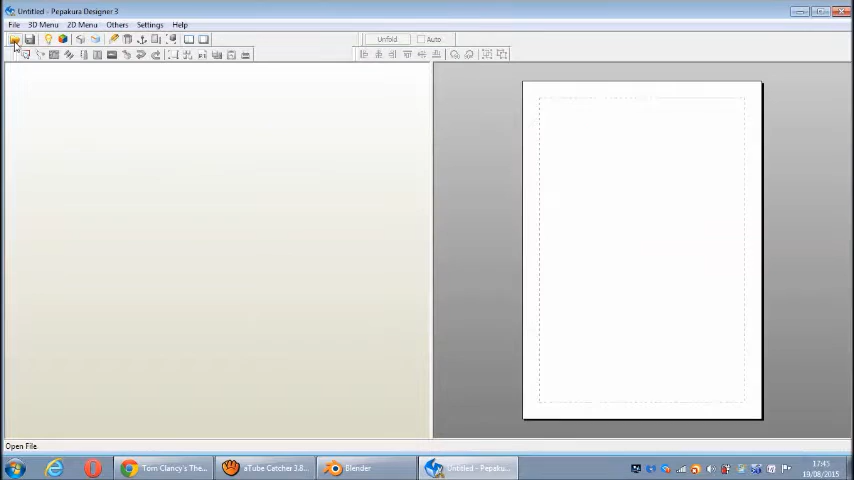 Untitled - Pepakura Designer 3
File 3D Menu 2D Menu Others Settings Help
Unfold Auto
Open File
Tom Clancy's The... aTube Catcher 3.8... Blender Untitled - Pepaku...
17:45
19/08/2015